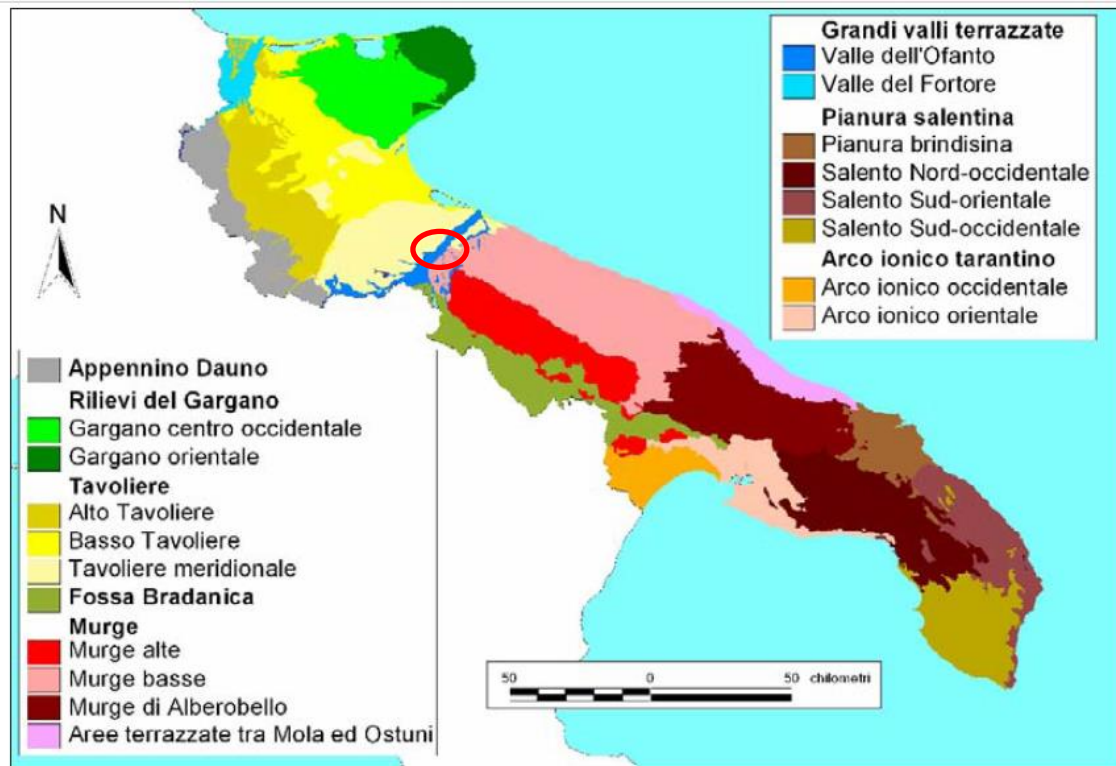 Grandi valli terrazzate
Valle dell'Ofanto
Valle del Fortore
Pianura salentina
Pianura brindisina
Salento Nord-occidentale
Salento Sud-orientale
Salento Sud-occidentale
Arco ionico tarantino
Arco ionico occidentale
Arco ionico orientale
N
Appennino Dauno
Rilievi del Gargano
Gargano centro occidentale
Gargano orientale
Tavoliere
Alto Tavoliere
Basso Tavoliere
Tavoliere meridionale
Fossa Bradanica
Murge
Murge alte
Murge basse
Murge di Alberobello
Aree terrazzate tra Mola ed Ostuni
50 0 50 chilometri